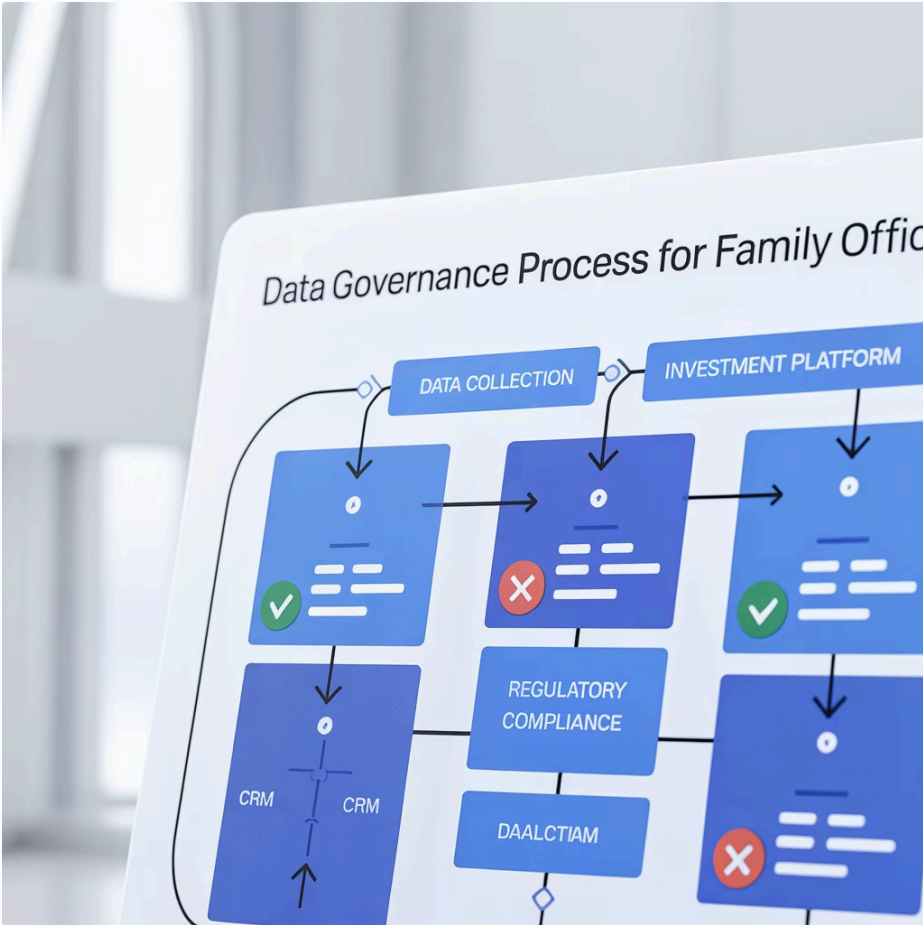 Data Governance Process for Family Offic
DATA COLLECTION
INVESTMENT PLATFORM
REGULATORY
COMPLIANCE
CRM
CRM
DAALCTIAM